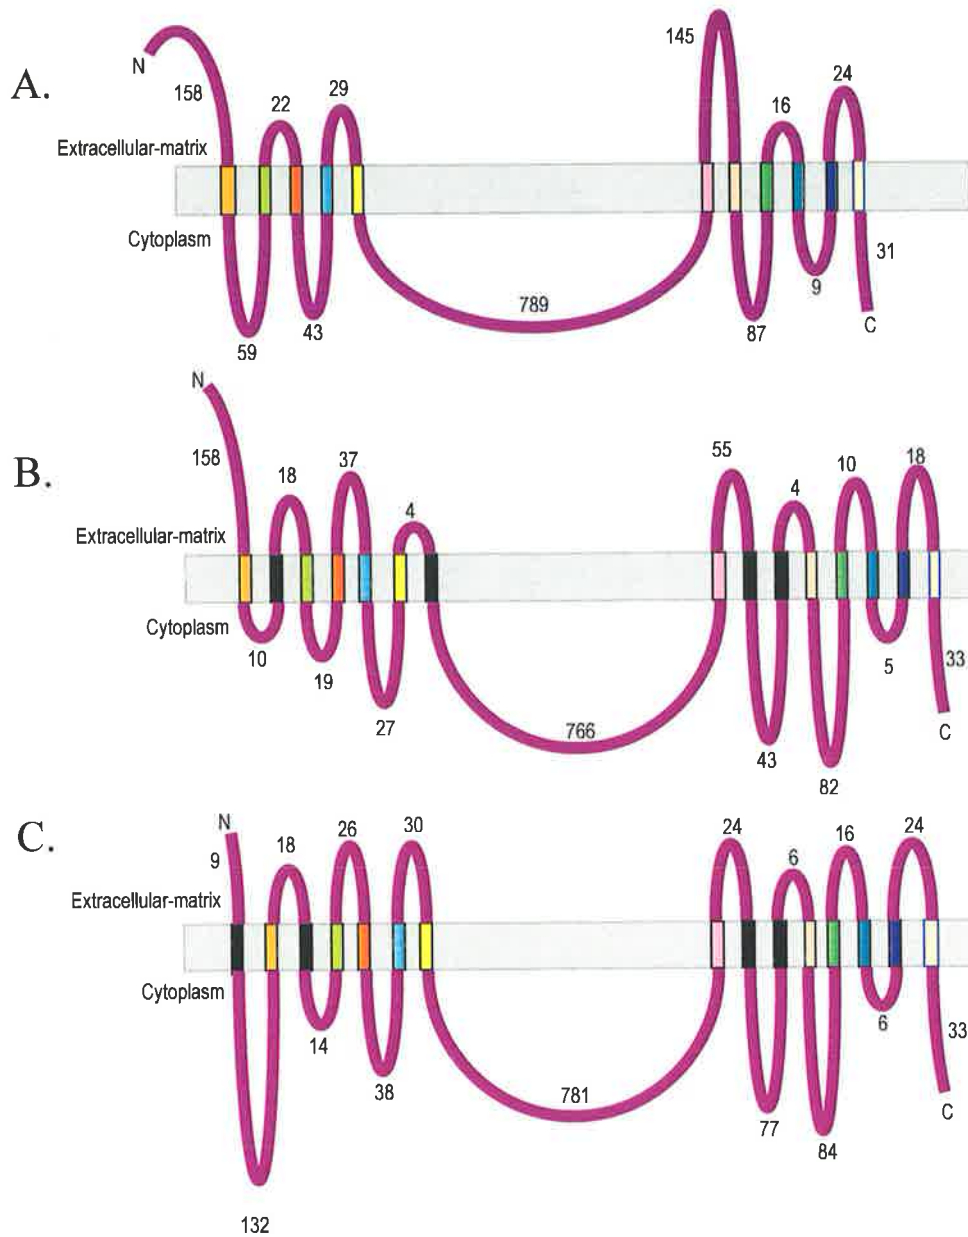 A.
N
158
22
29
145
16
24
Extracellular-matrix
Cytoplasm
59
43
789
87
9
31
C
B.
N
158
18
37
4
55
4
10
18
Extracellular-matrix
Cytoplasm
10
19
27
766
43
82
5
33
C
C.
N
9
18
26
30
24
6
16
24
Extracellular-matrix
Cytoplasm
132
14
38
781
77
84
6
33
C